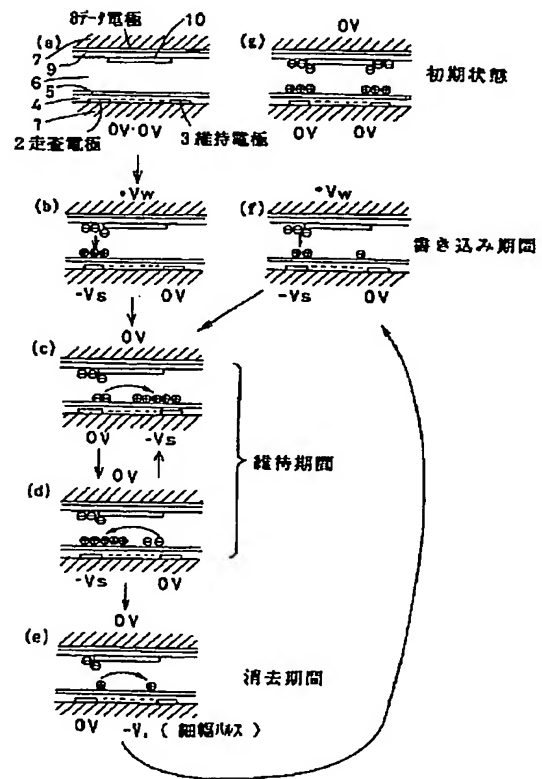 8データ電極 10
(a) 7 9 6 5 4 1
0V 0V
2走査電極 3維持電極
(g) 0V
初期状態
0V 0V
(b) +Vw
-Vs 0V
(f) +Vw
書き込み期間
-Vs 0V
(c) 0V
0V -Vs
維持期間
(d) 0V
-Vs 0V
(e) 0V
消去期間
0V (細幅パルス)